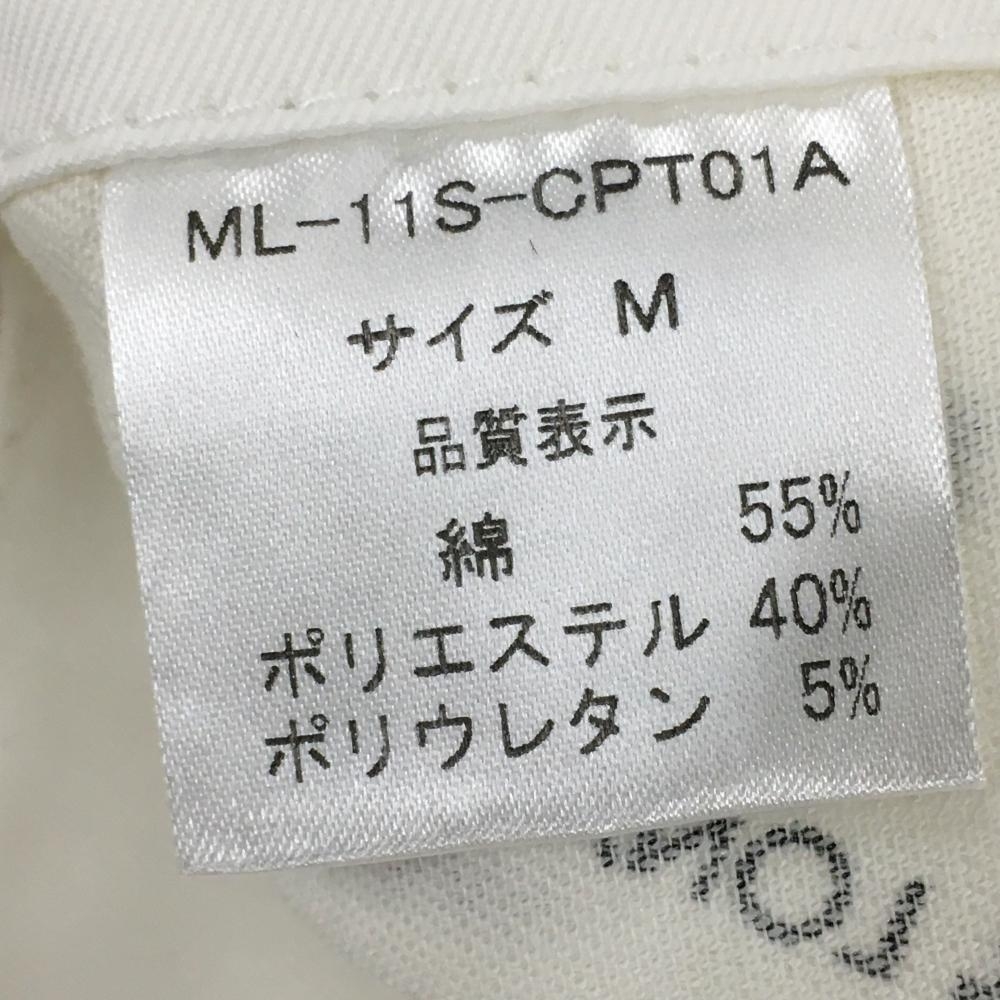 ML-11S-CPT01A
サイズ M
品質表示
綿 55%
ポリエステル 40%
ポリウレタン 5%